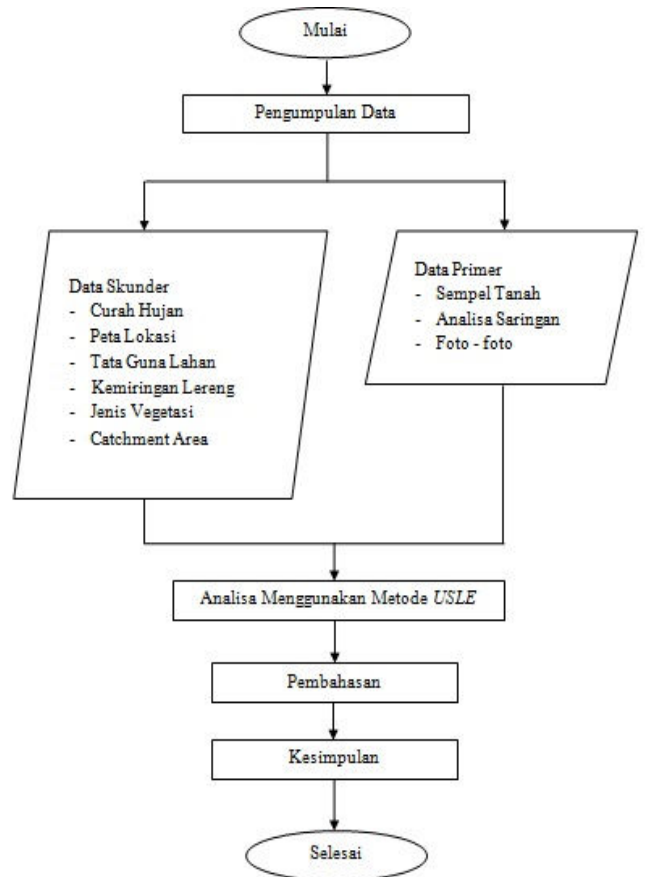 Mulai
Pengumpulan Data
Data Skunder
- Curah Hujan
- Peta Lokasi
- Tata Guna Lahan
- Kemiringan Lereng
- Jenis Vegetasi
- Catchment Area
Data Primer
- Sempel Tanah
- Analisa Saringan
- Foto - foto
Analisa Menggunakan Metode USLE
Pembahasan
Kesimpulan
Selesai